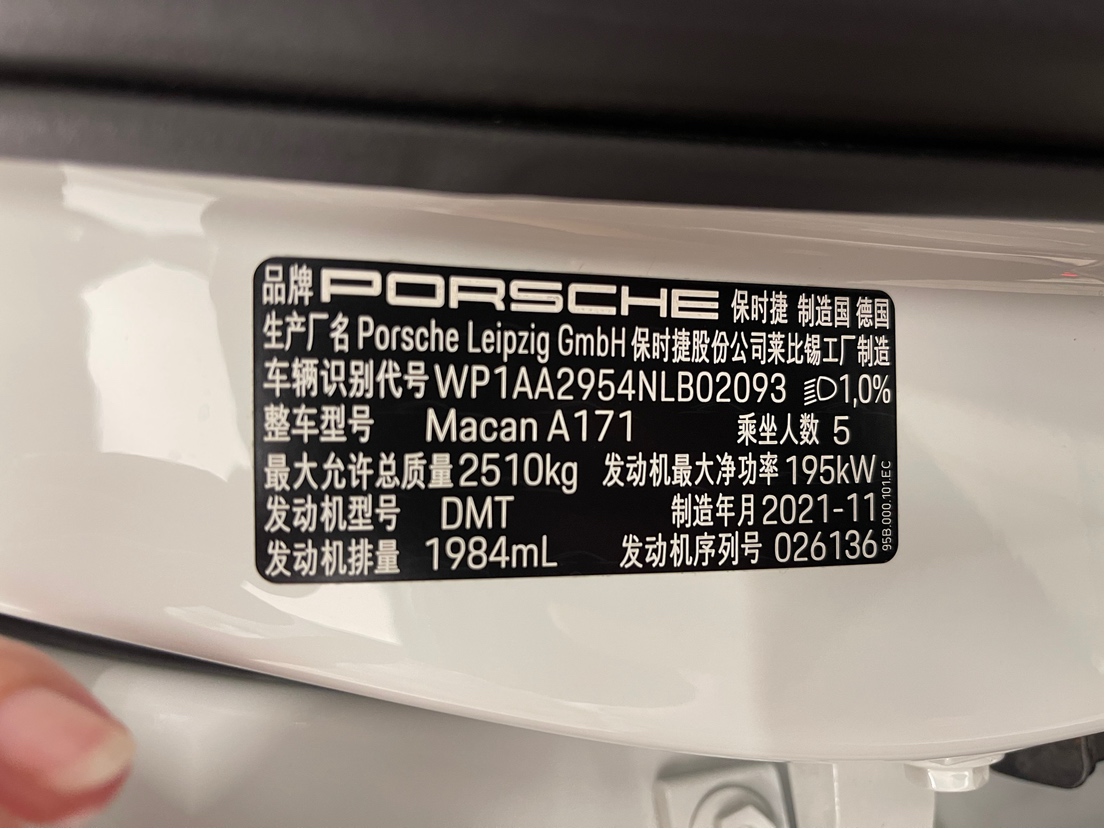 品牌 PORSCHE 保时捷 制造国 德国
生产厂名 Porsche Leipzig GmbH 保时捷股份公司莱比锡工厂制造
车辆识别代号 WP1AA2954NLB02093 1,0%
整车型号 Macan A171 乘坐人数 5
最大允许总质量 2510kg 发动机最大净功率 195kW
发动机型号 DMT 制造年月 2021-11
发动机排量 1984mL 发动机序列号 026136
95B.000.101.EC